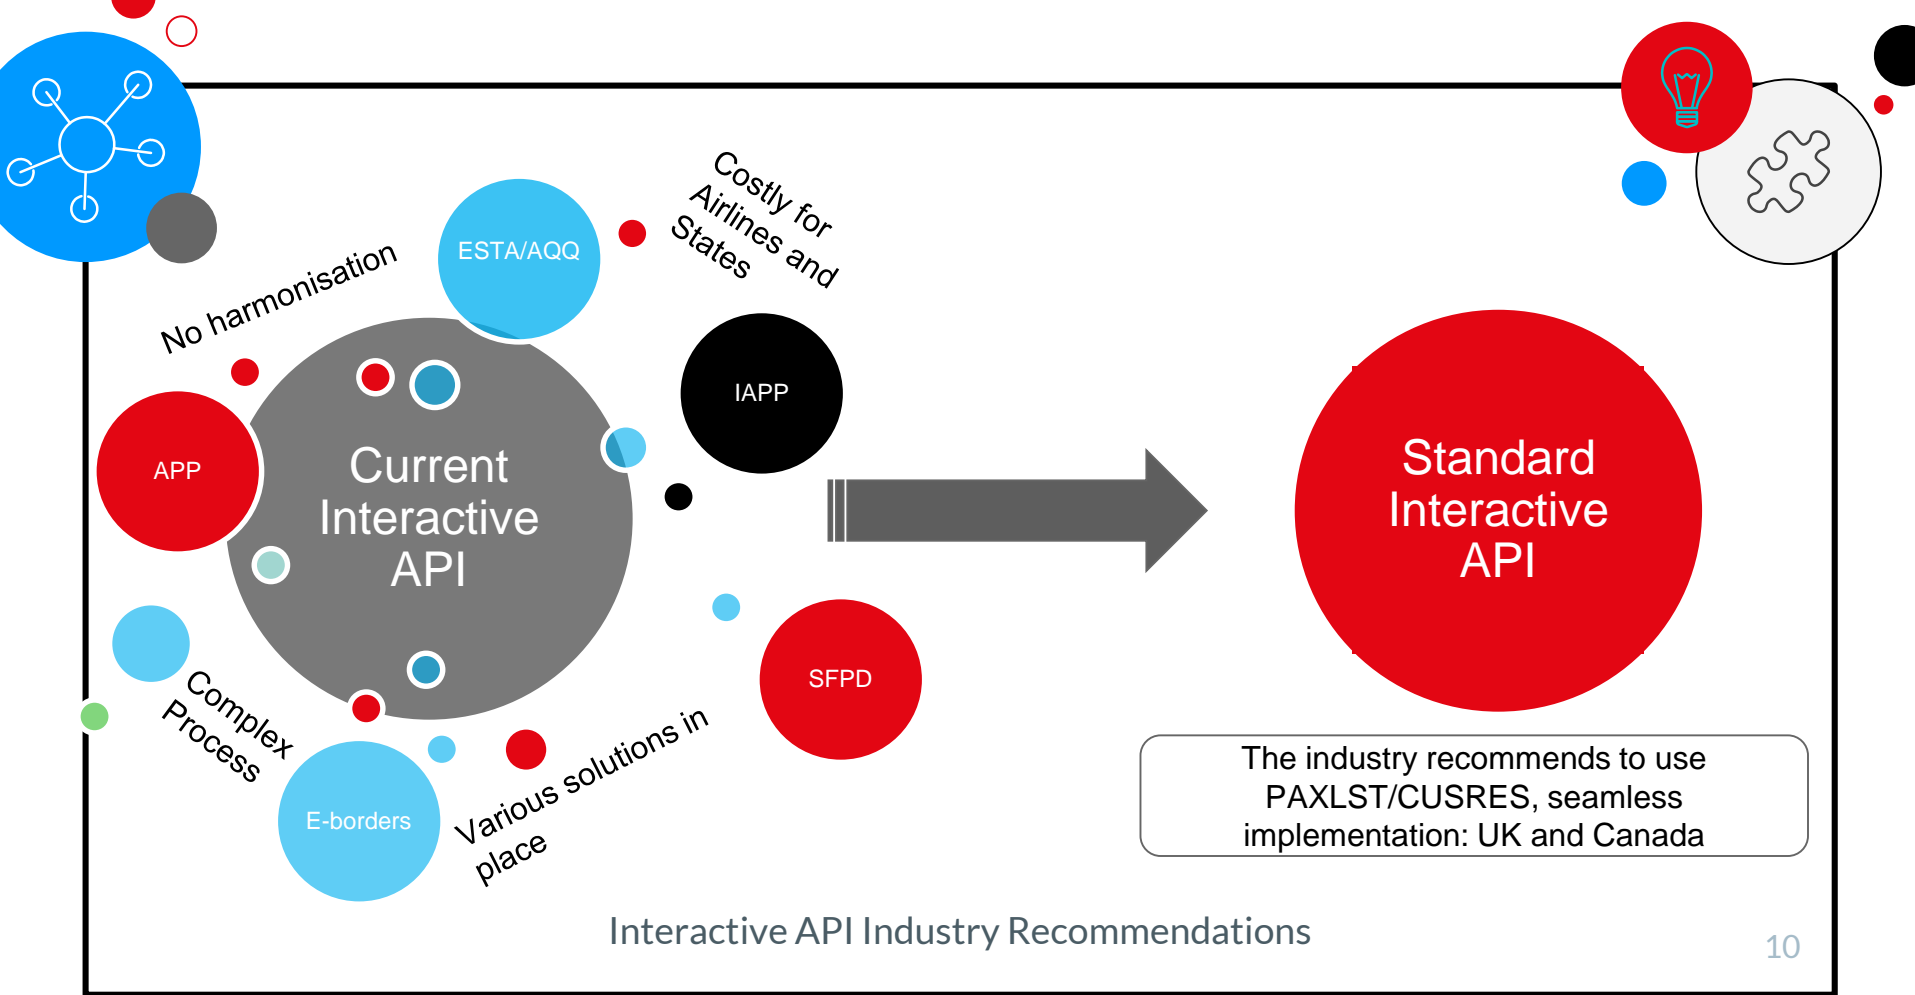 No harmonisation
ESTA/AQQ
Costly for
Airlines and
States
IAPP
APP
Current
Interactive
API
Standard
Interactive
API
SFPD
Complex
Process
E-borders
Various solutions in
place
The industry recommends to use
PAXLST/CUSRES, seamless
implementation: UK and Canada
Interactive API Industry Recommendations
10